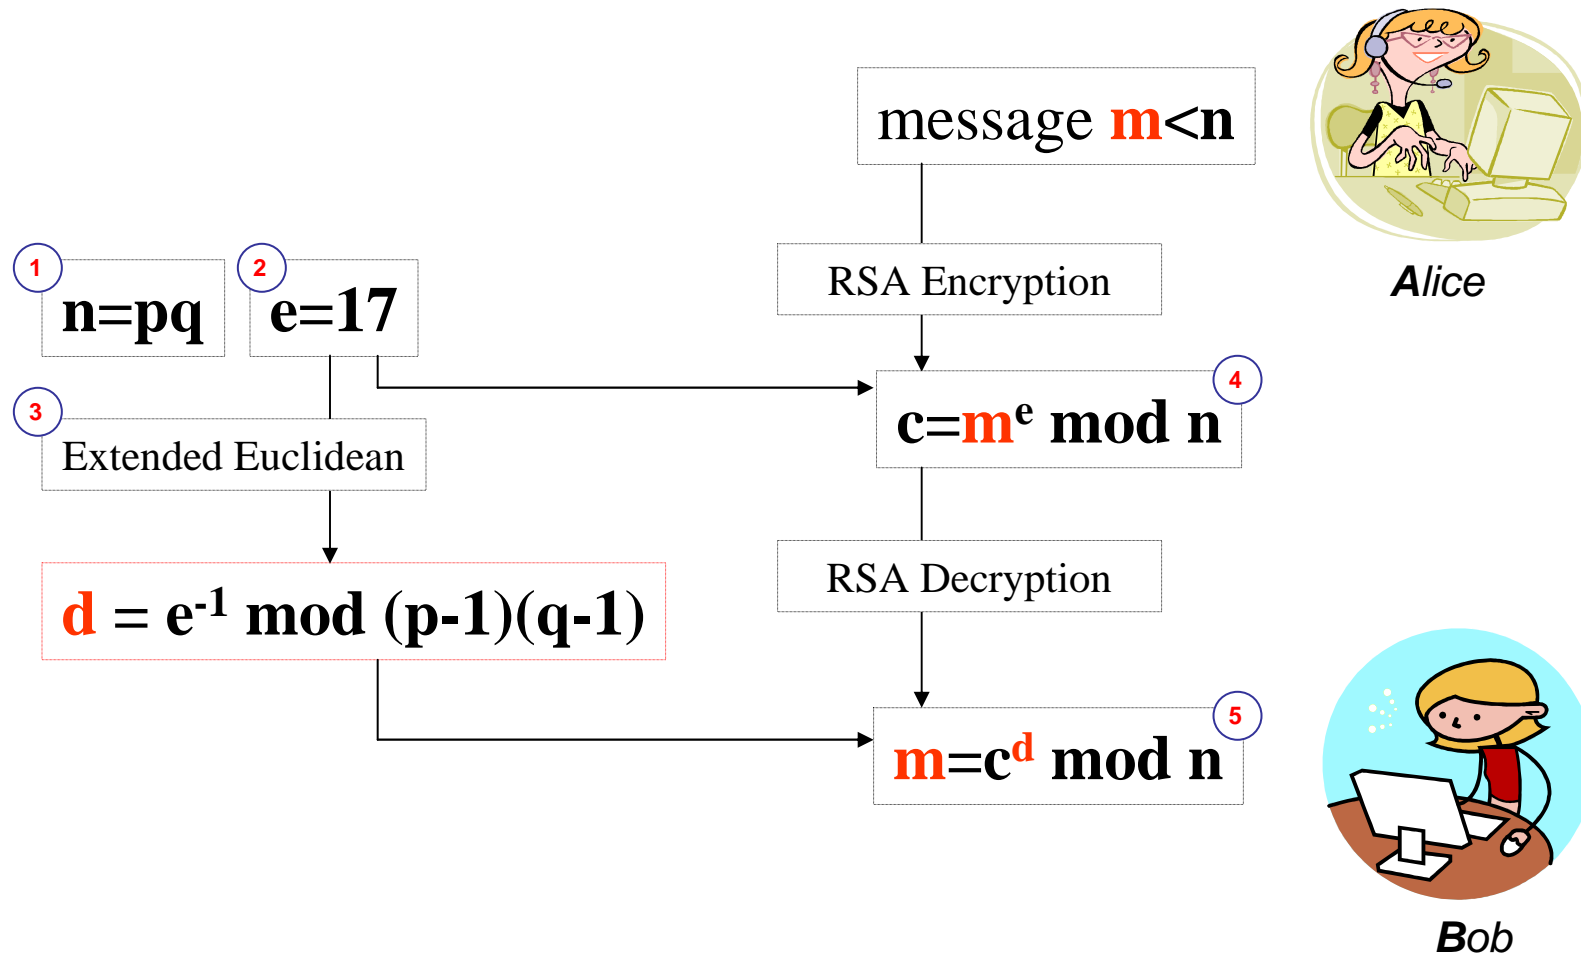 message m<n
Alice
1
n=pq
2
e=17
RSA Encryption
3
Extended Euclidean
4
c=mᵉ mod n
d = e⁻¹ mod (p-1)(q-1)
RSA Decryption
5
m=cᵈ mod n
Bob